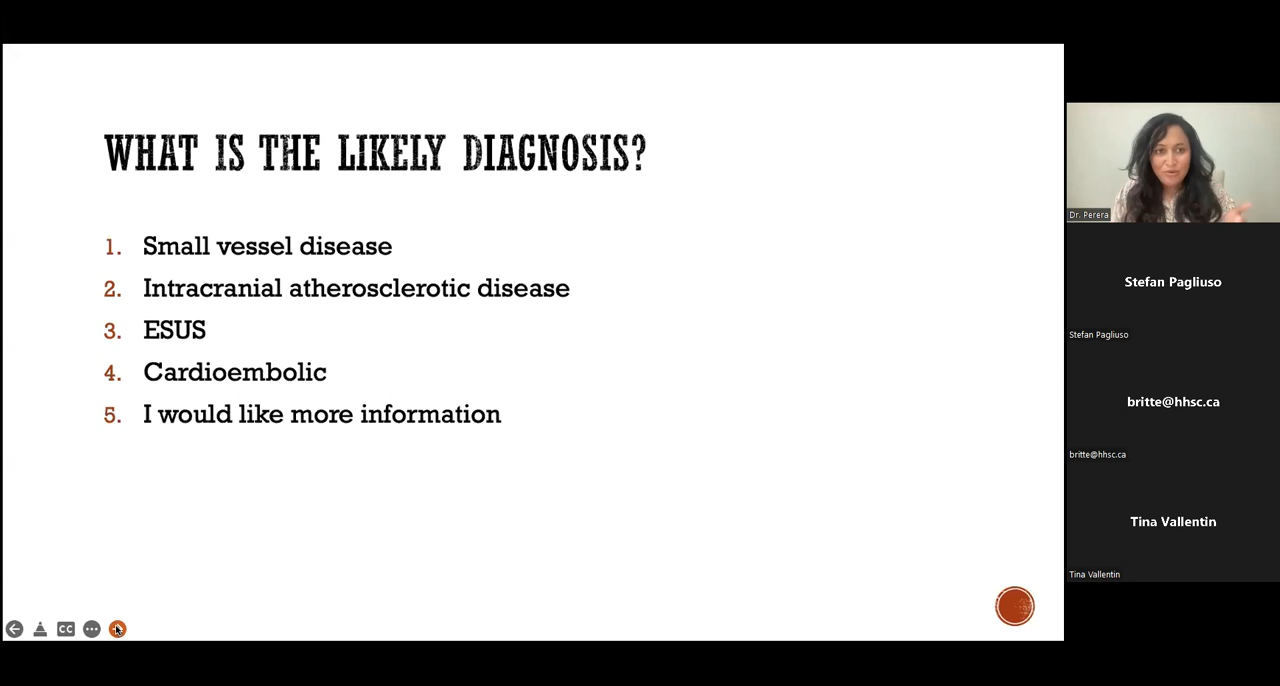 WHAT IS THE LIKELY DIAGNOSIS?
1. Small vessel disease
2. Intracranial atherosclerotic disease
3. ESUS
4. Cardioembolic
5. I would like more information
CC
Dr. Perera
Stefan Pagliuso
Stefan Pagliuso
britte@hhsc.ca
britte@hhsc.ca
Tina Vallentin
Tina Vallentin